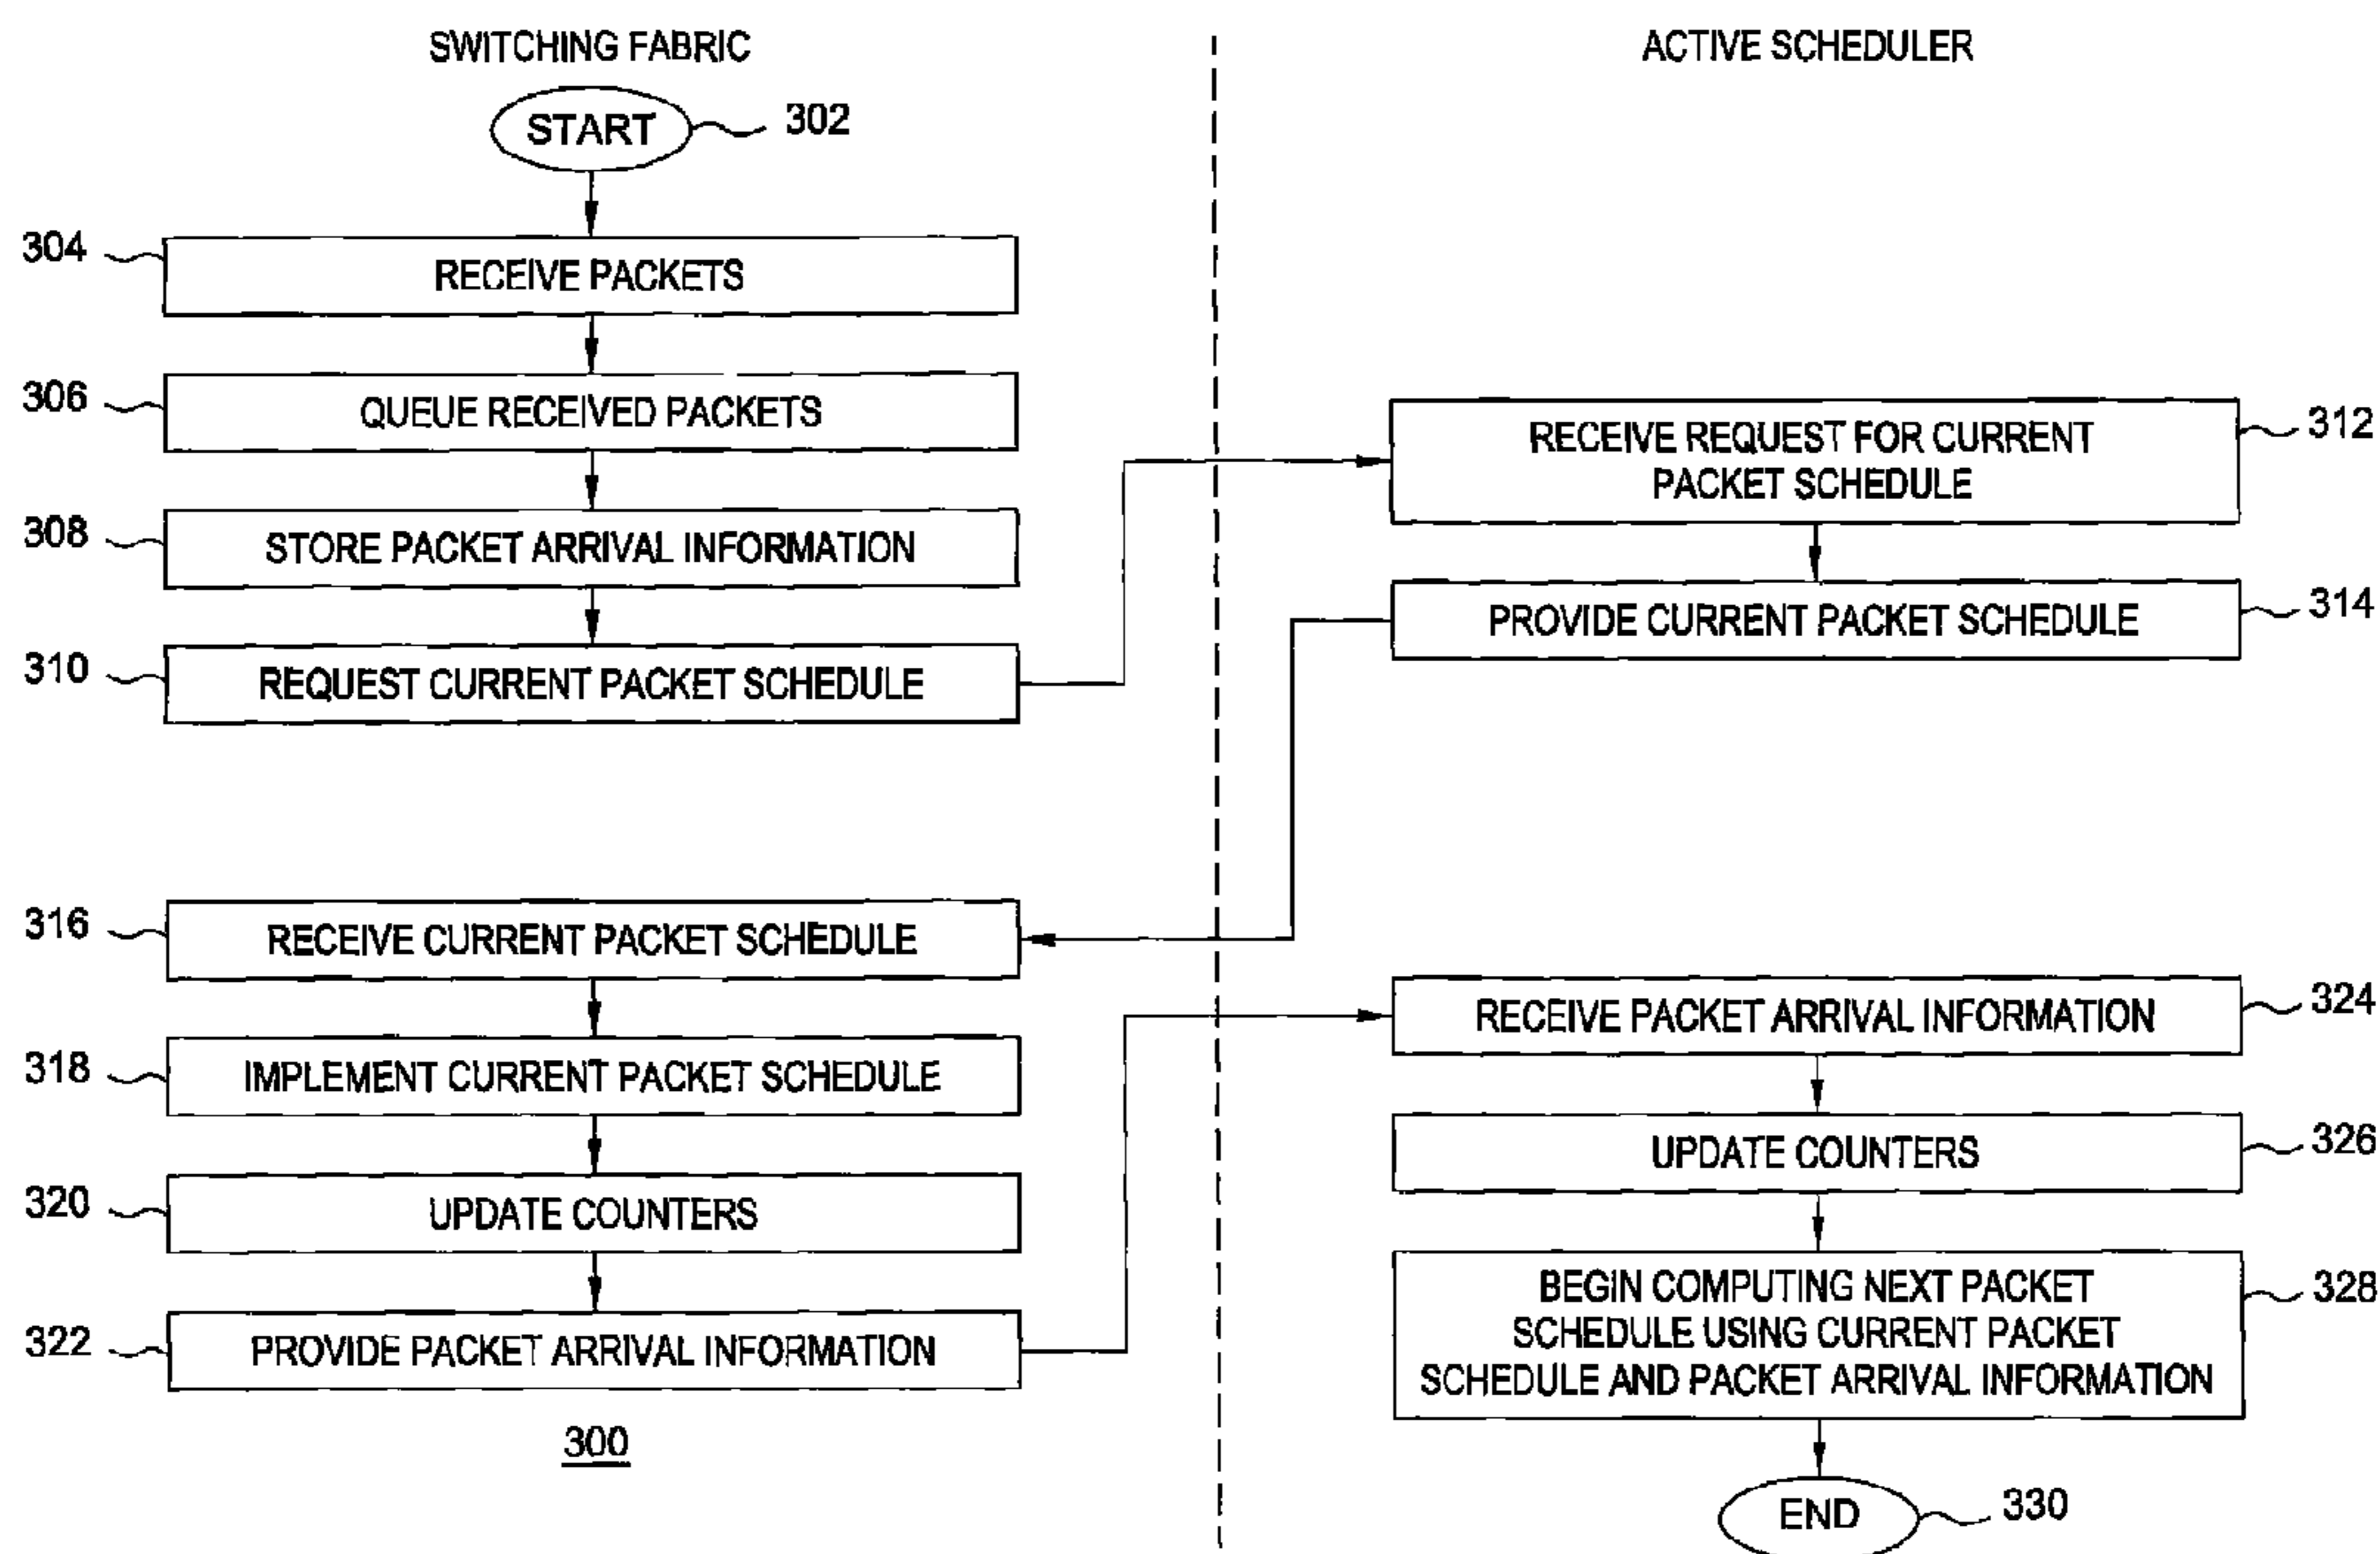 SWITCHING FABRIC
START
302
304
RECEIVE PACKETS
306
QUEUE RECEIVED PACKETS
308
STORE PACKET ARRIVAL INFORMATION
310
REQUEST CURRENT PACKET SCHEDULE
316
RECEIVE CURRENT PACKET SCHEDULE
318
IMPLEMENT CURRENT PACKET SCHEDULE
320
UPDATE COUNTERS
322
PROVIDE PACKET ARRIVAL INFORMATION
300
ACTIVE SCHEDULER
RECEIVE REQUEST FOR CURRENT
PACKET SCHEDULE
312
PROVIDE CURRENT PACKET SCHEDULE
314
RECEIVE PACKET ARRIVAL INFORMATION
324
UPDATE COUNTERS
326
BEGIN COMPUTING NEXT PACKET
SCHEDULE USING CURRENT PACKET
SCHEDULE AND PACKET ARRIVAL INFORMATION
328
END
330